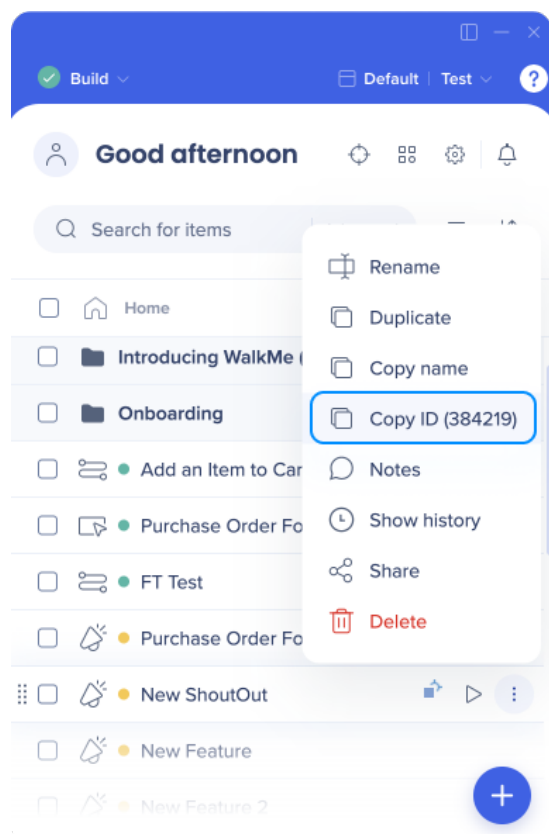 Build
Default
Test
?
Good afternoon
Search for items
Home
Introducing WalkMe (
Onboarding
Add an Item to Car
Purchase Order Fo
FT Test
Purchase Order Fo
New ShoutOut
New Feature
New Feature 2
Rename
Duplicate
Copy name
Copy ID (384219)
Notes
Show history
Share
Delete